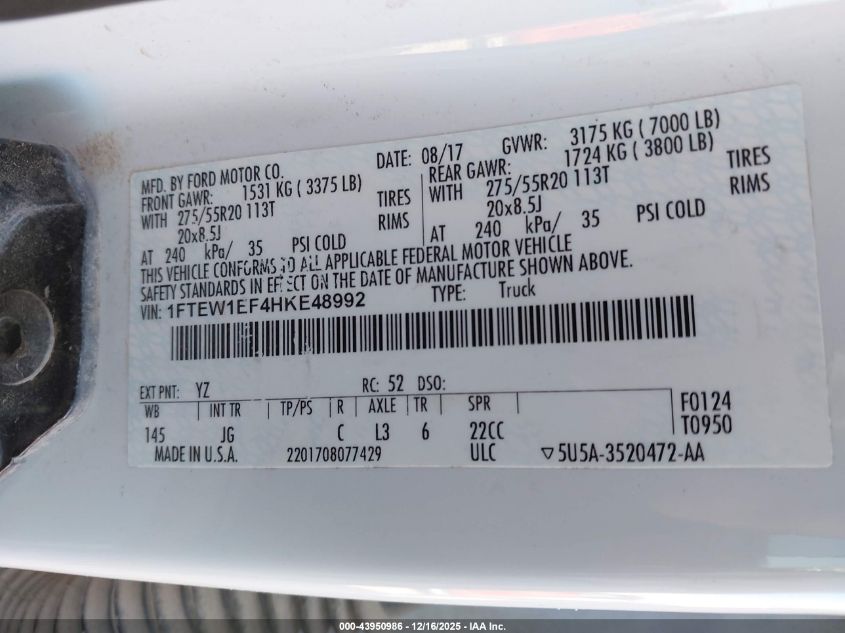 MFD. BY FORD MOTOR CO. DATE: 08/17 GVWR: 3175 KG ( 7000 LB)
FRONT GAWR: 1531 KG ( 3375 LB) REAR GAWR: 1724 KG ( 3800 LB)
WITH 275/55R20 113T TIRES WITH 275/55R20 113T TIRES
20x8.5J RIMS 20x8.5J RIMS
AT 240 kPa/ 35 PSI COLD AT 240 kPa/ 35 PSI COLD
THIS VEHICLE CONFORMS TO ALL APPLICABLE FEDERAL MOTOR VEHICLE
SAFETY STANDARDS IN EFFECT ON THE DATE OF MANUFACTURE SHOWN ABOVE.
VIN: 1FTEW1EF4HKE48992 TYPE: Truck
EXT PNT: YZ RC: 52 DSO:
WB INT TR TP/PS R AXLE TR SPR F0124
145 JG C L3 6 22CC T0950
MADE IN U.S.A. 2201708077429 ULC ▽5U5A-3520472-AA
000-43950986 - 12/16/2025 - IAA Inc.